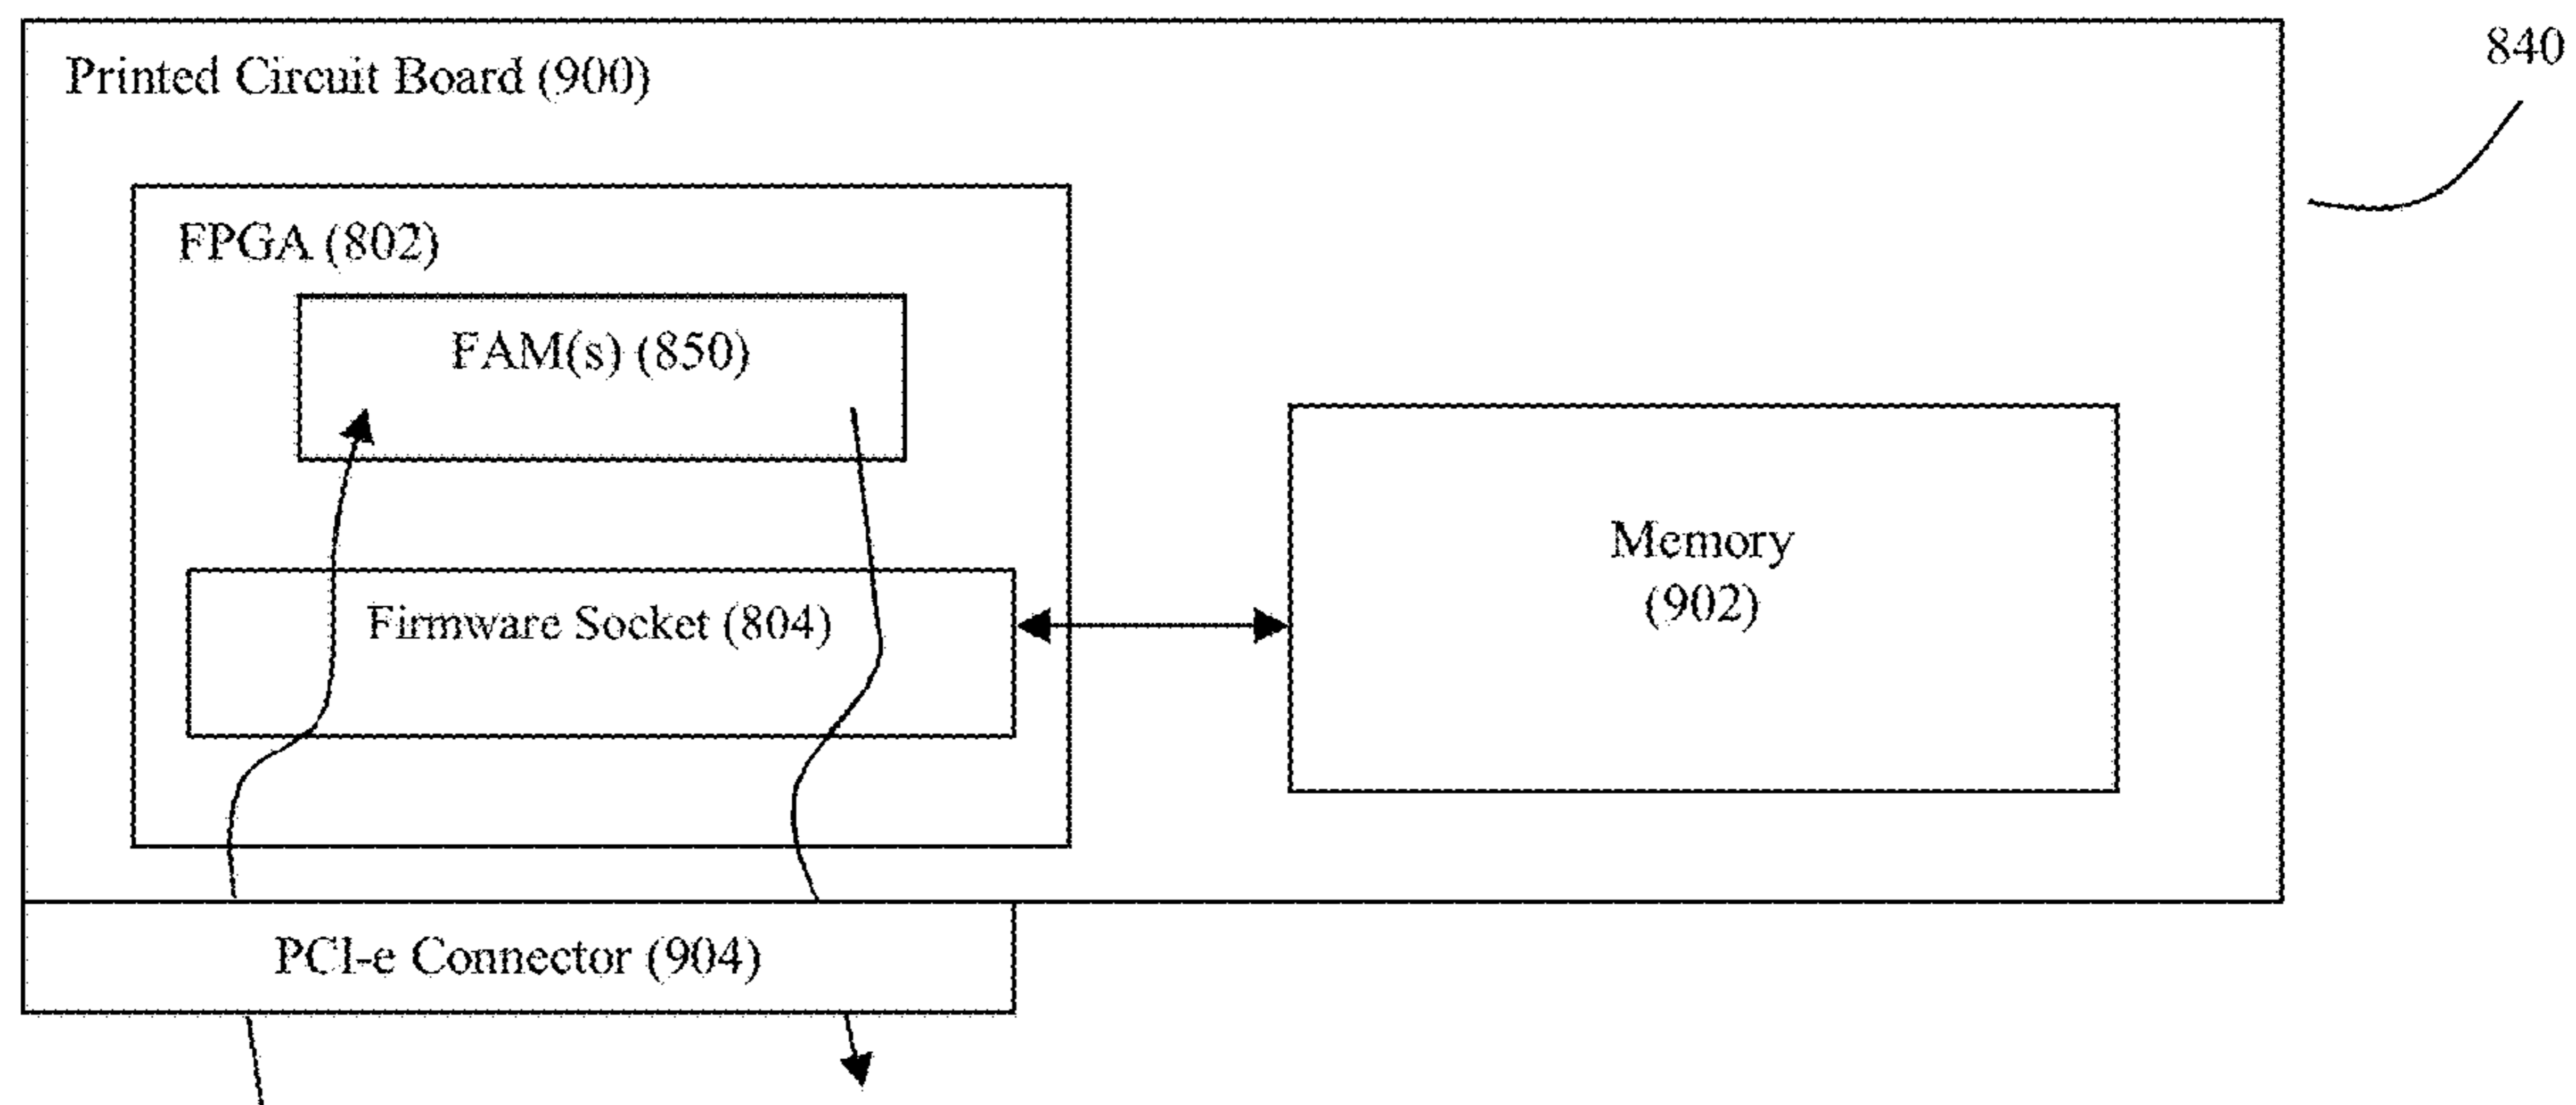 Printed Circuit Board (900)
840
FPGA (802)
FAM(s) (850)
Firmware Socket (804)
Memory
(902)
PCI-e Connector (904)